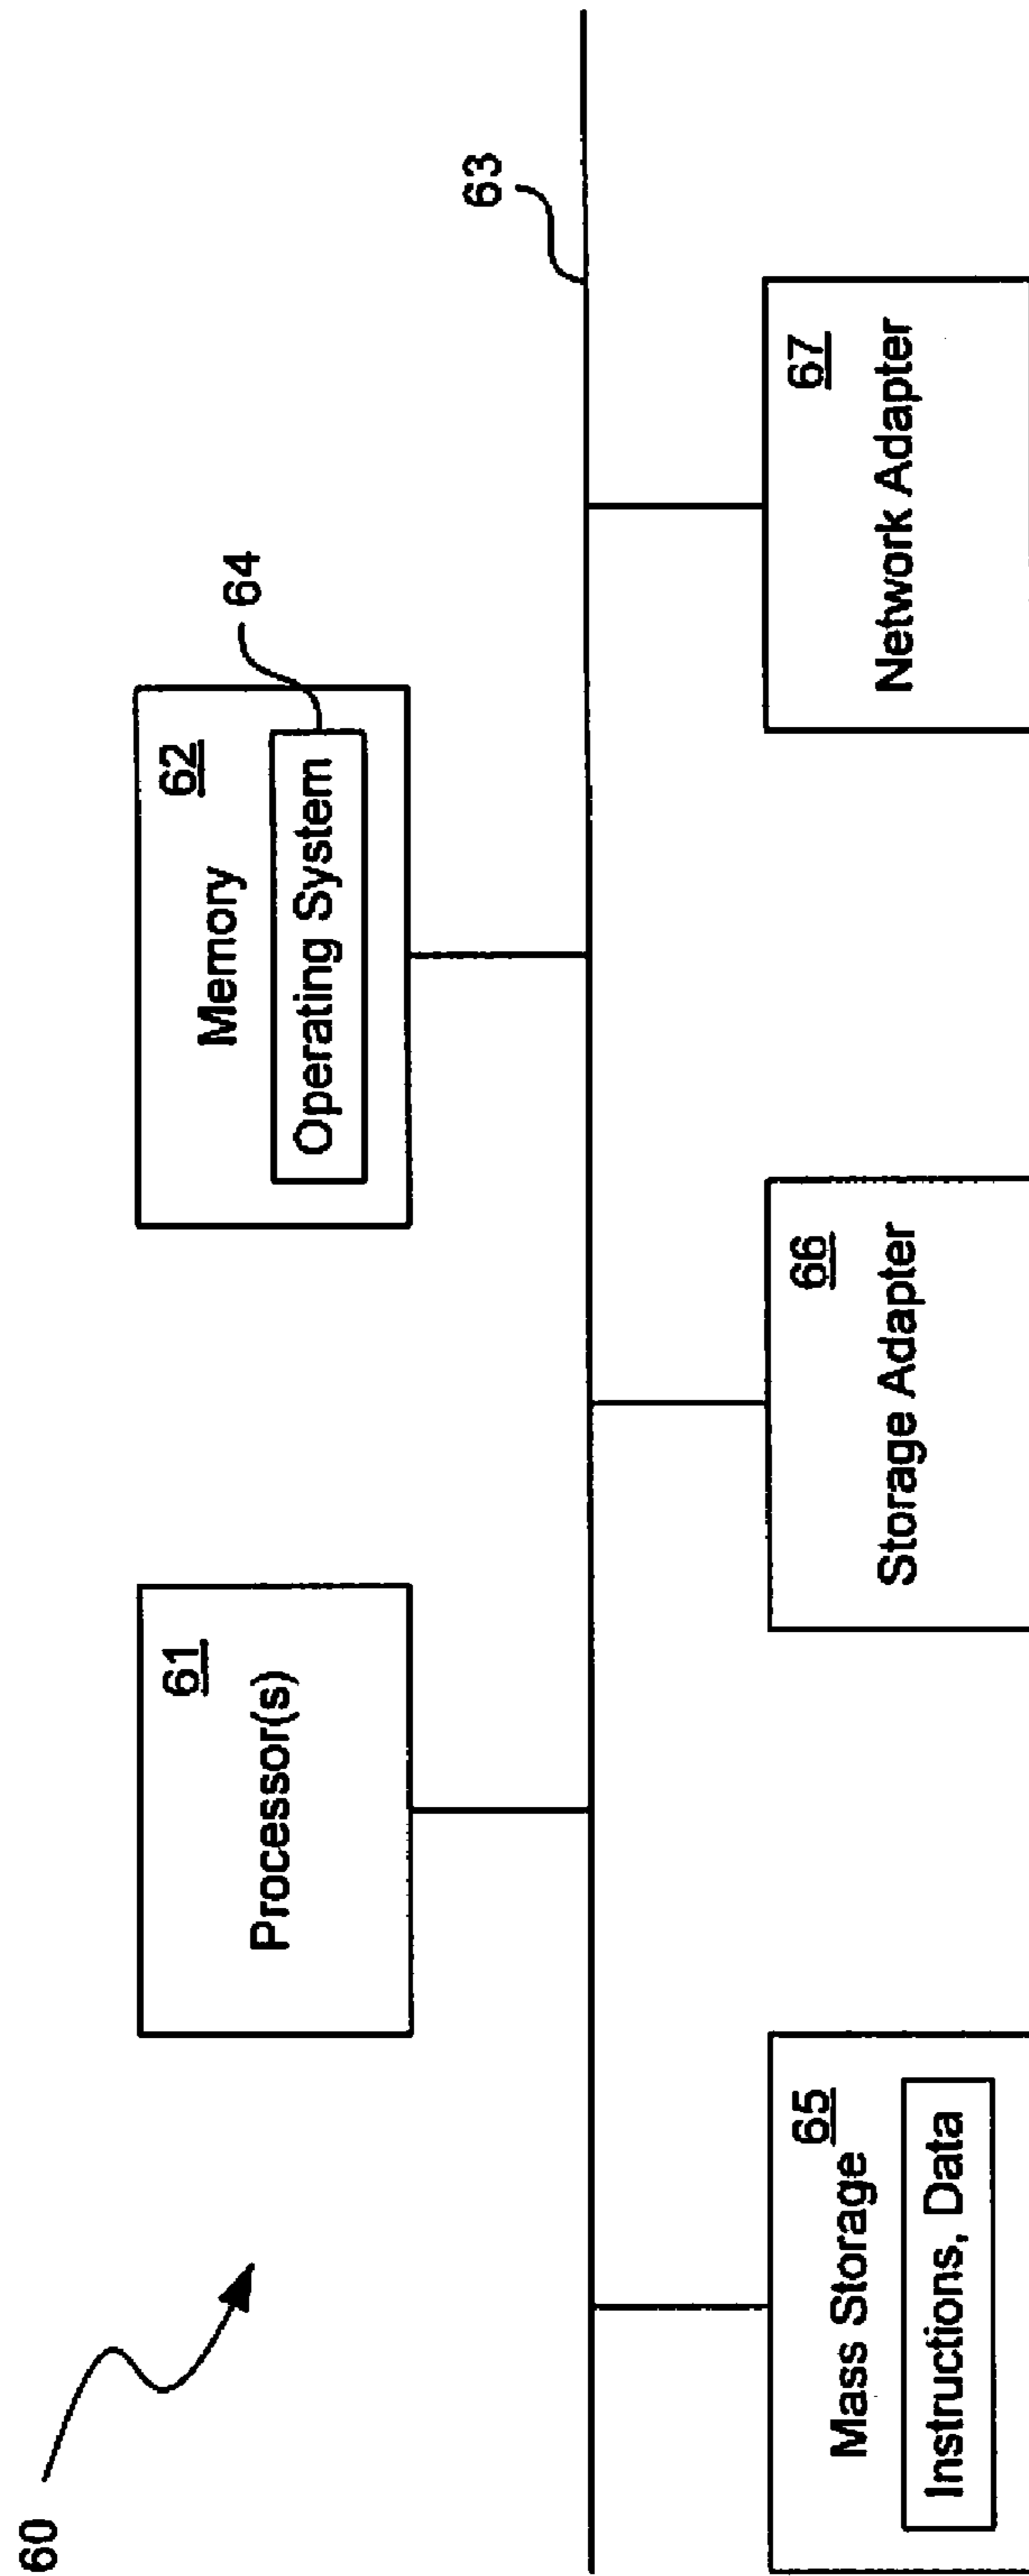 60
61
Processor(s)
62
Memory
Operating System
64
63
65
Mass Storage
Instructions, Data
66
Storage Adapter
67
Network Adapter